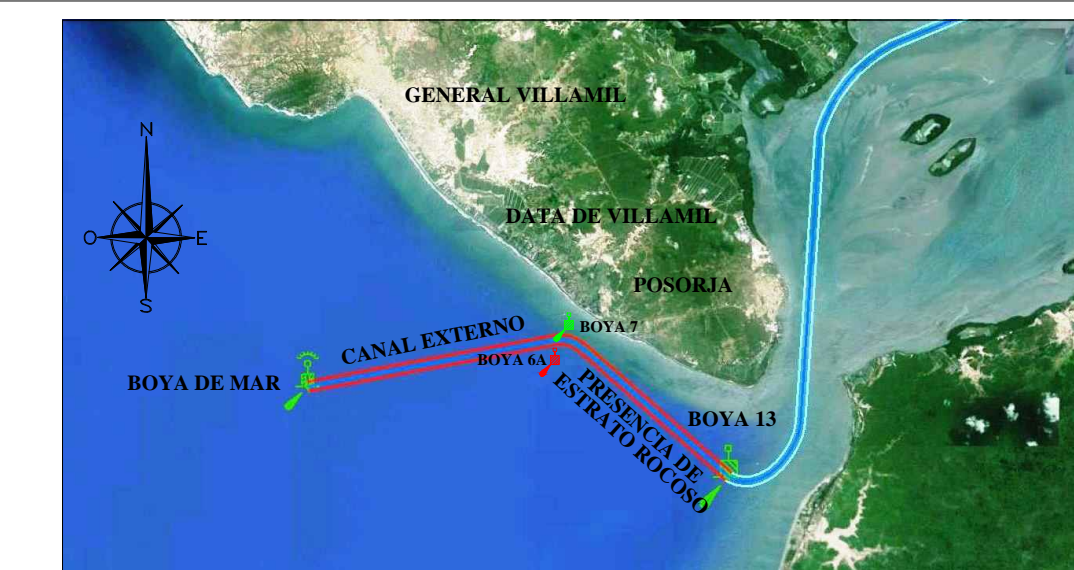 GENERAL VILLAMIL
N
DATA DE VILLAMIL
O
E
POSORJA
S
CANAL EXTERNO
BOYA 7
BOYA 6A
BOYA DE MAR
PRESENCIA DE
ESTRATO ROCOSO
BOYA 13